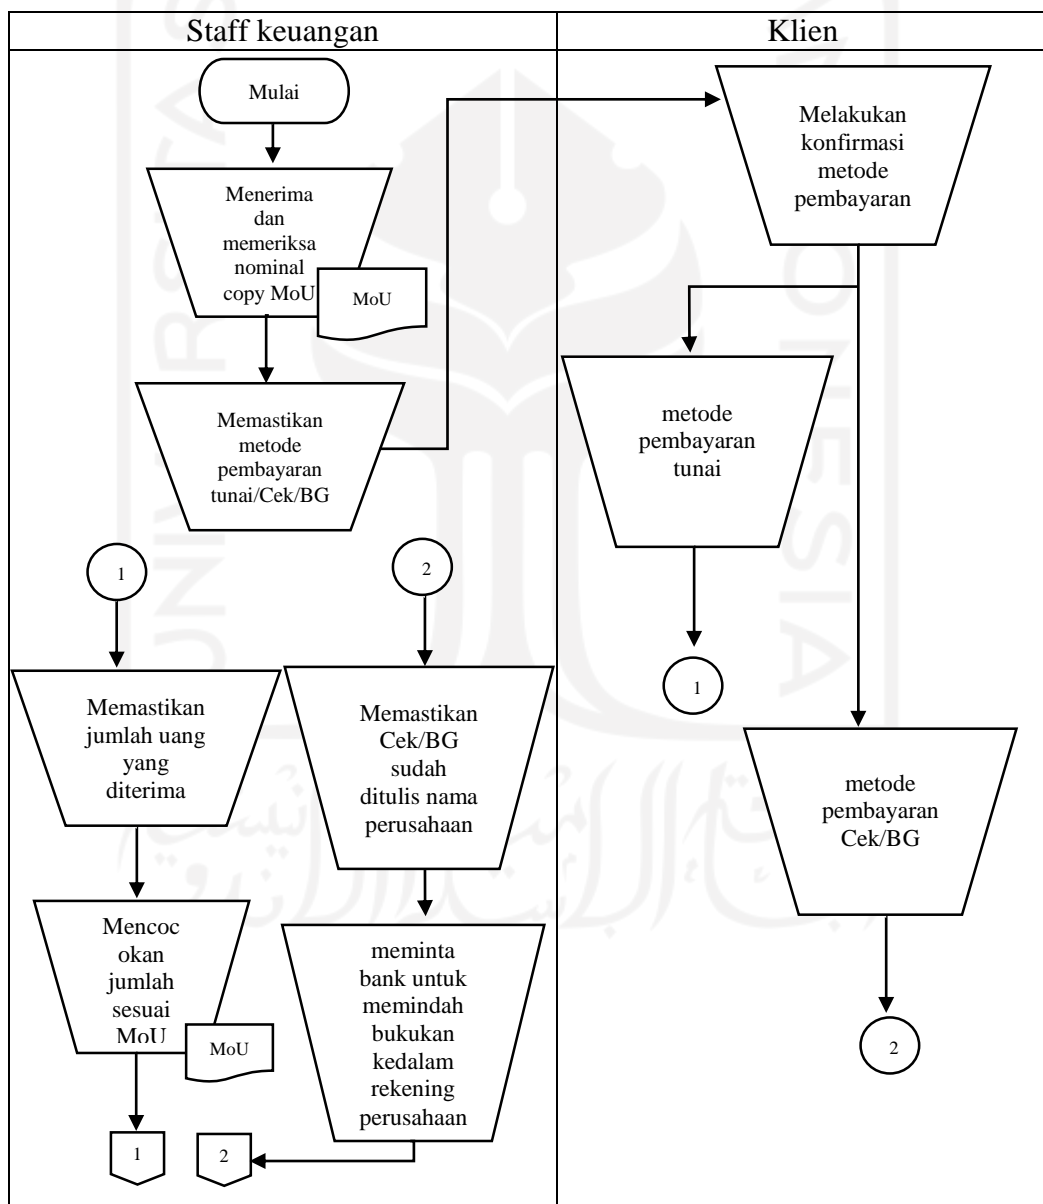 Staff keuangan
Klien
Mulai
Menerima
dan
memeriksa
nominal
copy MoU
MoU
Memastikan
metode
pembayaran
tunai/Cek/BG
Melakukan
konfirmasi
metode
pembayaran
metode
pembayaran
tunai
1
metode
pembayaran
Cek/BG
2
1
Memastikan
jumlah uang
yang
diterima
Mencoc
okan
jumlah
sesuai
MoU
MoU
1
2
Memastikan
Cek/BG
sudah
ditulis nama
perusahaan
meminta
bank untuk
memindah
bukukan
kedalam
rekening
perusahaan
2